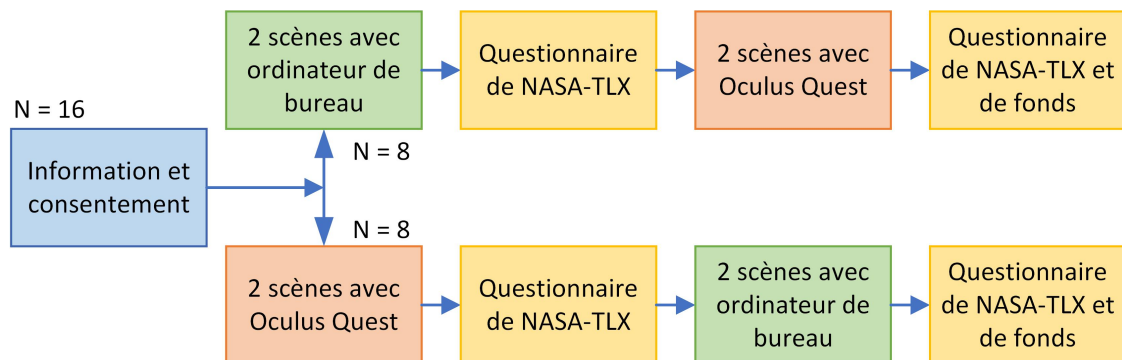 N = 16
Information et
consentement
2 scènes avec
ordinateur de
bureau
Questionnaire
de NASA-TLX
2 scènes avec
Oculus Quest
Questionnaire
de NASA-TLX et
de fonds
N = 8
N = 8
2 scènes avec
Oculus Quest
Questionnaire
de NASA-TLX
2 scènes avec
ordinateur de
bureau
Questionnaire
de NASA-TLX et
de fonds